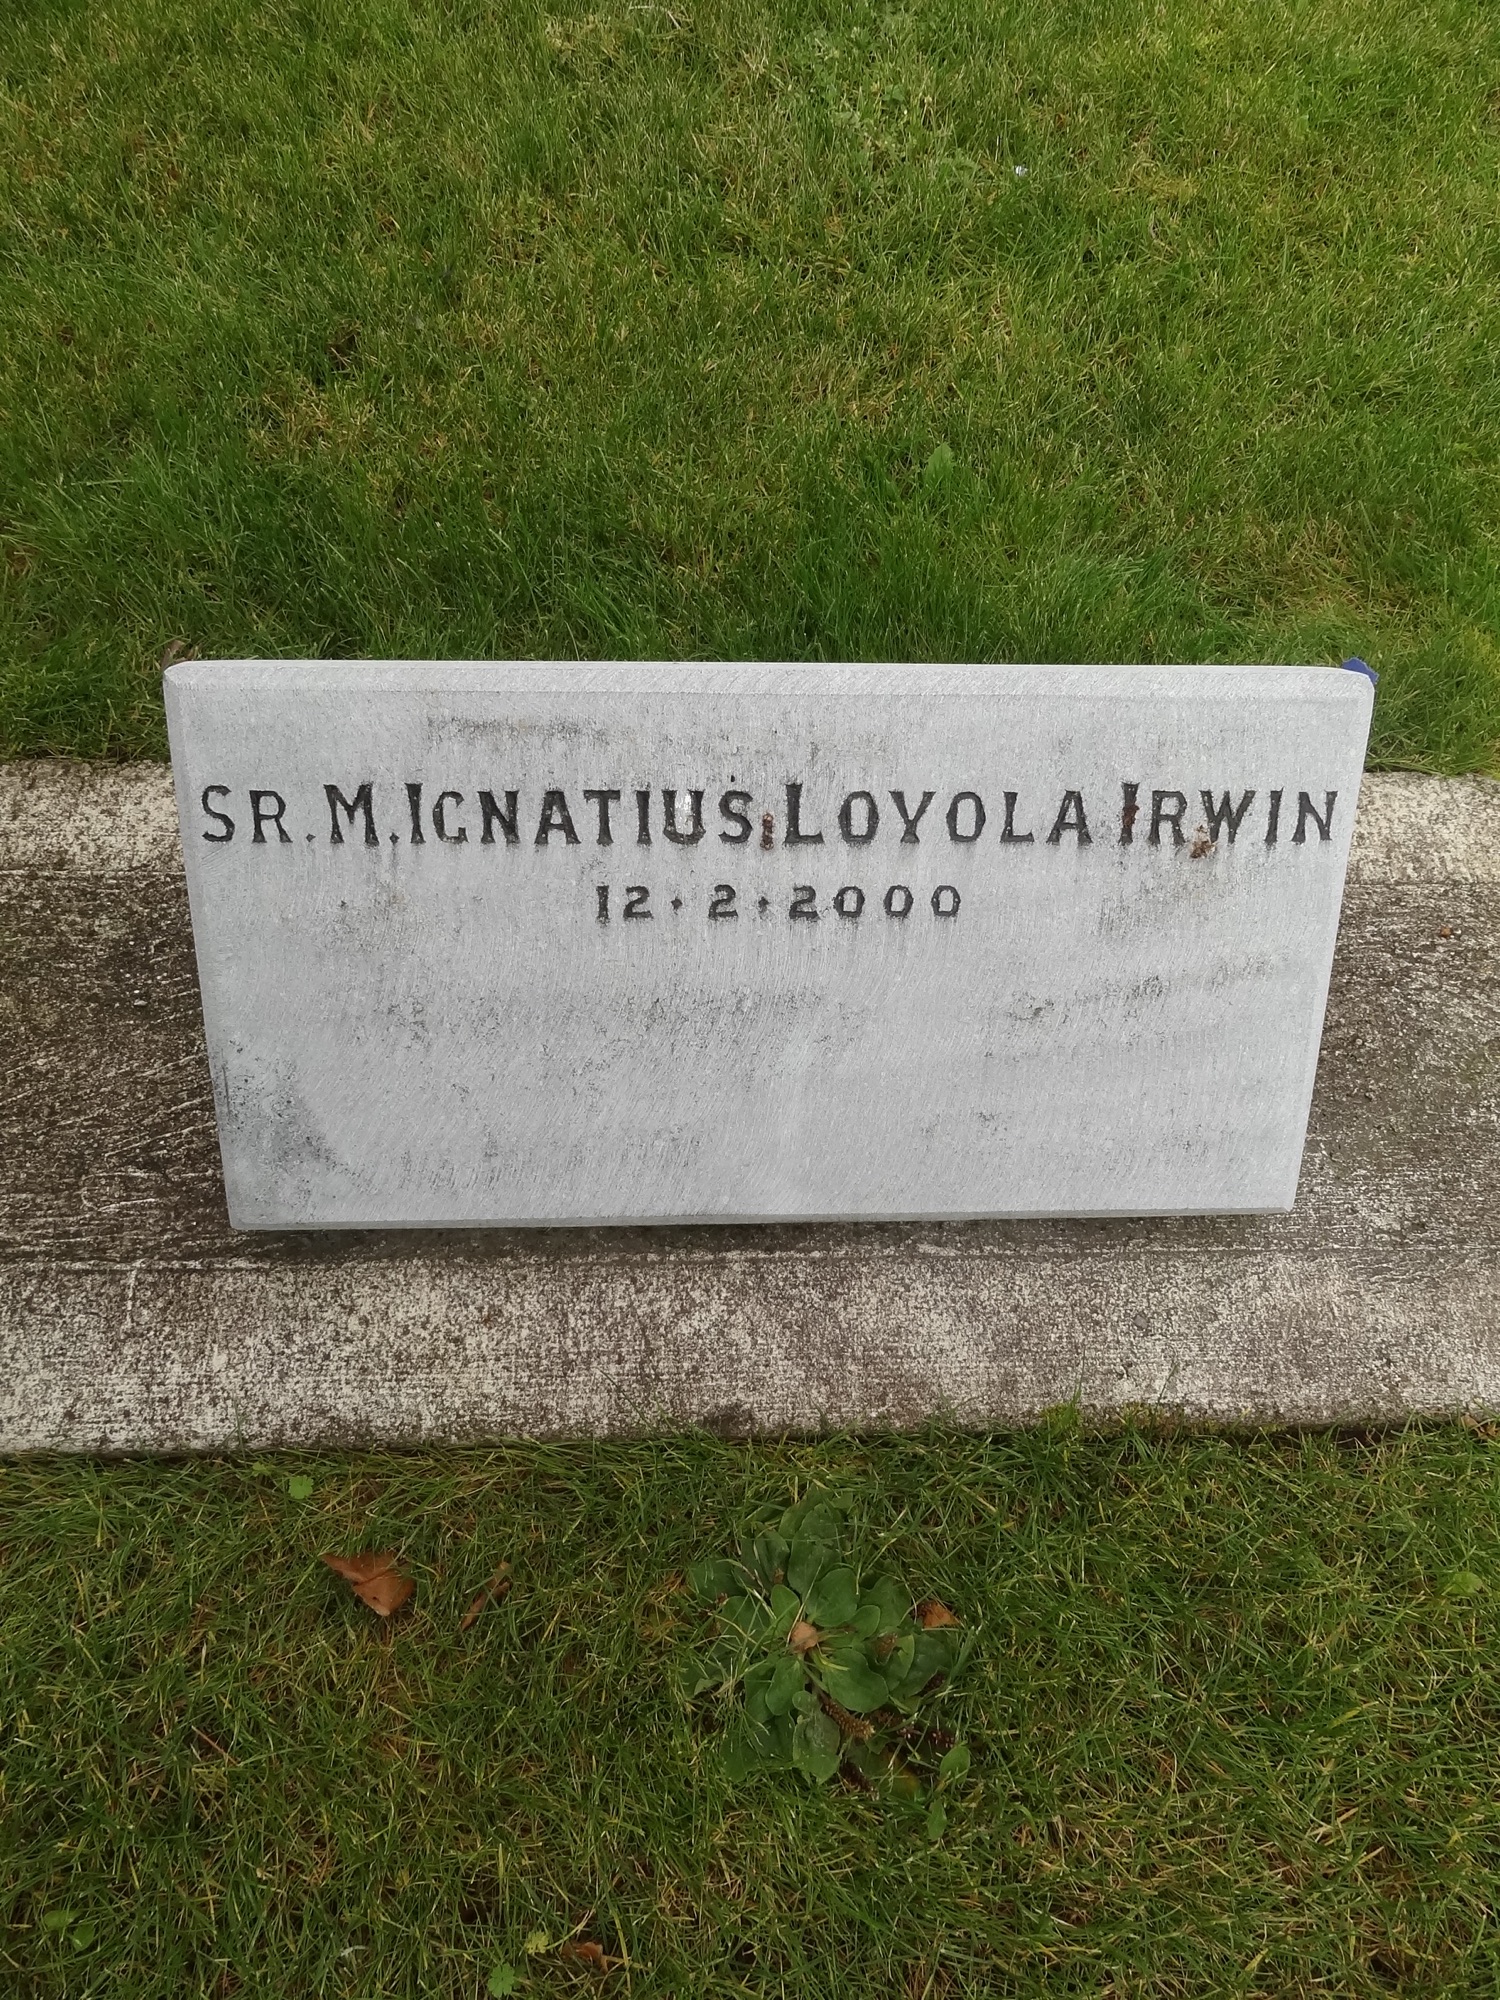 SR. M. IGNATIUS LOYOLA IRWIN
12·2·2000